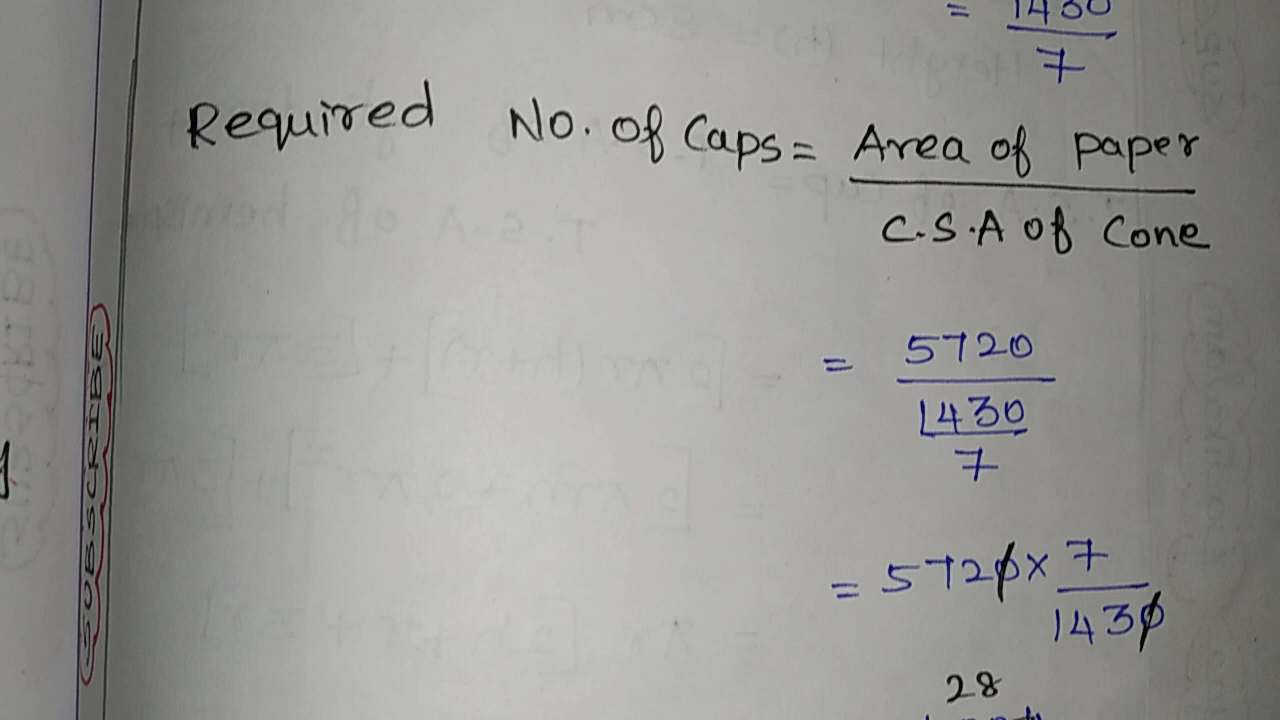 = 1430
7
Required No. of Caps = Area of paper
C.S.A of Cone
= 5720
1430
7
= 5720 x 7
1430
28
SUBSCRIBE